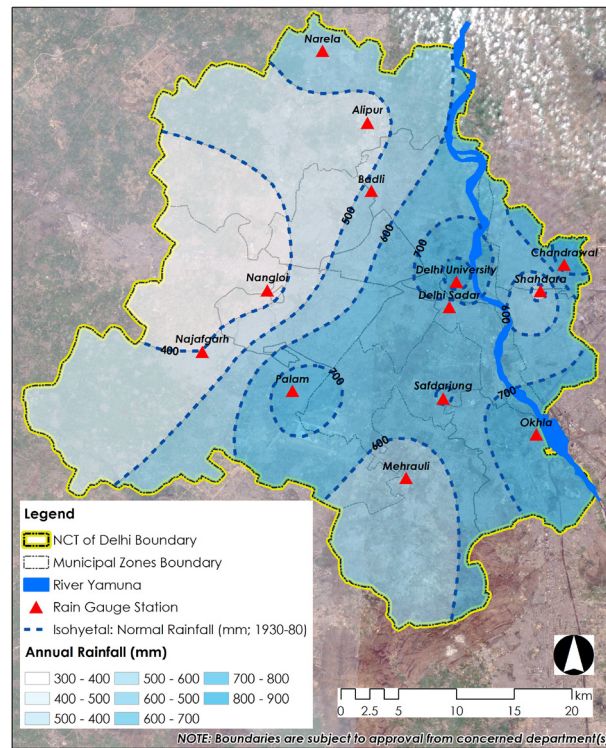 Narela
Alipur
Badli
500
600
700
Chandrawal
Delhi University
Shahdara
Nangloi
Delhi Sadar
600
Najafgarh
400
Palam
700
Safdarjung
700
Okhla
600
Mehrauli
Legend
NCT of Delhi Boundary
Municipal Zones Boundary
River Yamuna
Rain Gauge Station
Isohyetal: Normal Rainfall (mm; 1930-80)
Annual Rainfall (mm)
300 - 400 500 - 600 700 - 800
400 - 500 600 - 500 800 - 900
500 - 400 600 - 700
km
0 2.5 5 10 15 20
NOTE: Boundaries are subject to approval from concerned department(s